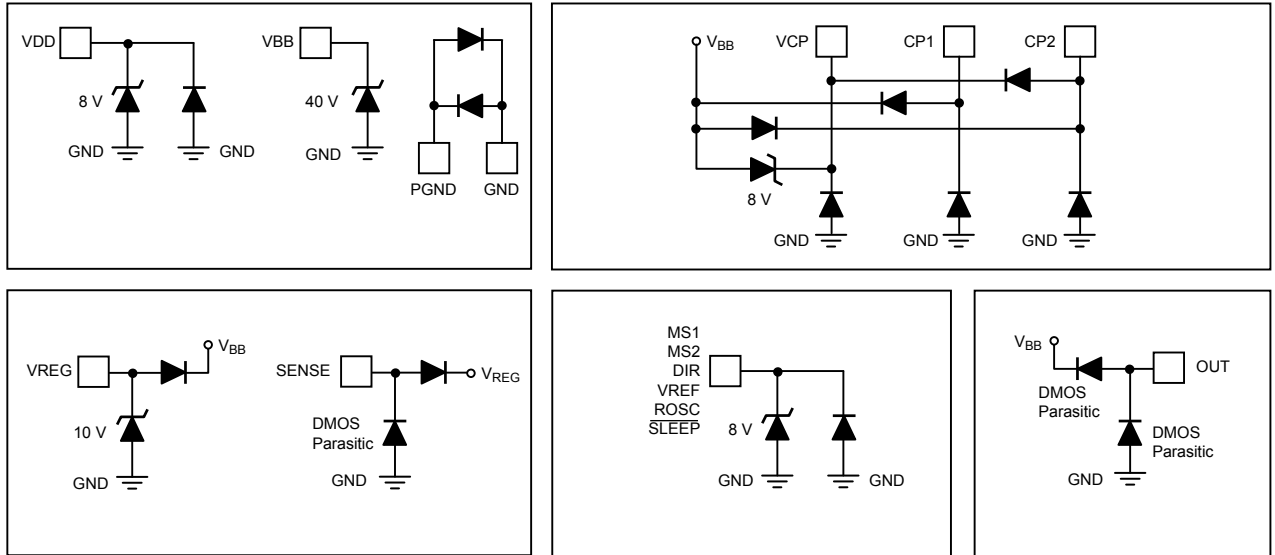 VDD
8 V
GND
GND
VBB
40 V
GND
PGND
GND
VBB
VCP
CP1
CP2
8 V
GND
GND
GND
VREG
VBB
10 V
GND
SENSE
VREG
DMOS
Parasitic
GND
MS1
MS2
DIR
VREF
ROSC
SLEEP
8 V
GND
GND
VBB
OUT
DMOS
Parasitic
DMOS
Parasitic
GND